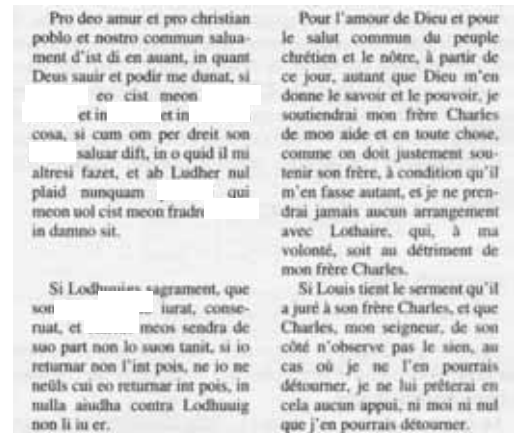 Pro deo amur et pro christian
poblo et nostro commun salua-
ment d'ist di en auant, in quant
Deus sauir et podir me dunat, si
eo cist meon
et in et in
cosa, si cum om per dreit son
saluar dift, in o quid il mi
altresi fazet, et ab Ludher nul
plaid nunquam qui
meon uol cist meon fradre
in damno sit.
Si sagrament, que
son iurat, conse-
ruat, et meos sendra de
suo part non lo suon tanit, si io
returnar non l'int pois, ne io ne
neüls cui eo returnar int pois, in
nulla aiudha contra Lodhuuig
non li iu er.
Pour l'amour de Dieu et pour
le salut commun du peuple
chrétien et le nôtre, à partir de
ce jour, autant que Dieu m'en
donne le savoir et le pouvoir, je
soutiendrai mon frère Charles
de mon aide et en toute chose,
comme on doit justement sou-
tenir son frère, à condition qu'il
m'en fasse autant, et je ne pren-
drai jamais aucun arrangement
avec Lothaire, qui, à ma
volonté, soit au détriment de
mon frère Charles.
Si Louis tient le serment qu'il
a juré à son frère Charles, et que
Charles, mon seigneur, de son
côté n'observe pas le sien, au
cas où je ne l'en pourrais
détourner, je ne lui prêterai en
cela aucun appui, ni moi ni nul
que j'en pourrais détourner.